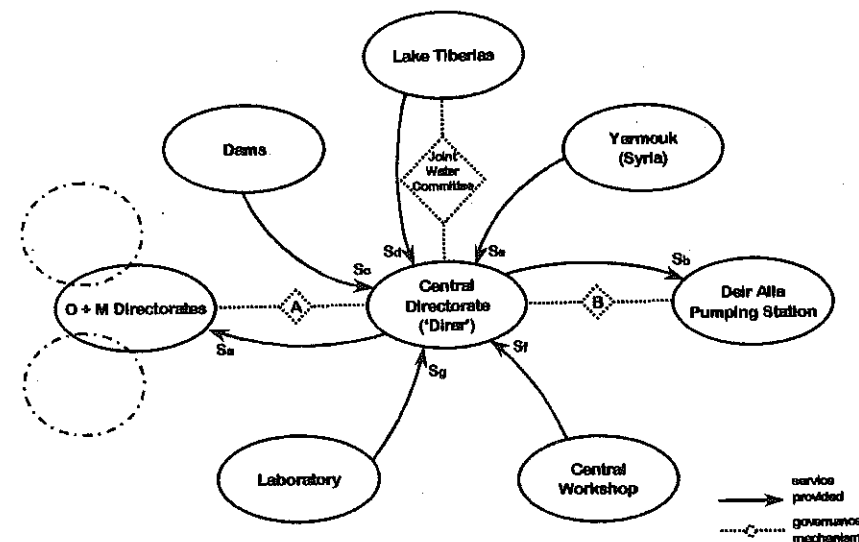 Lake Tiberias
Dams
Yarmouk
(Syria)
Joint
Water
Committee
Sd
Se
Sc
Sb
Central
Directorate
('Dirar')
O + M Directorates
A
B
Deir Alla
Pumping Station
Sa
Sg
Sf
Laboratory
Central
Workshop
service
provided
governance
mechanism